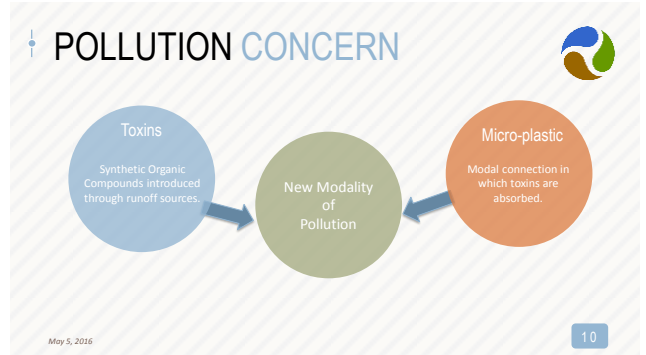 POLLUTION CONCERN
Toxins
Synthetic Organic
Compounds introduced
through runoff sources.
New Modality
of
Pollution
Micro-plastic
Modal connection in
which toxins are
absorbed.
May 5, 2016
10